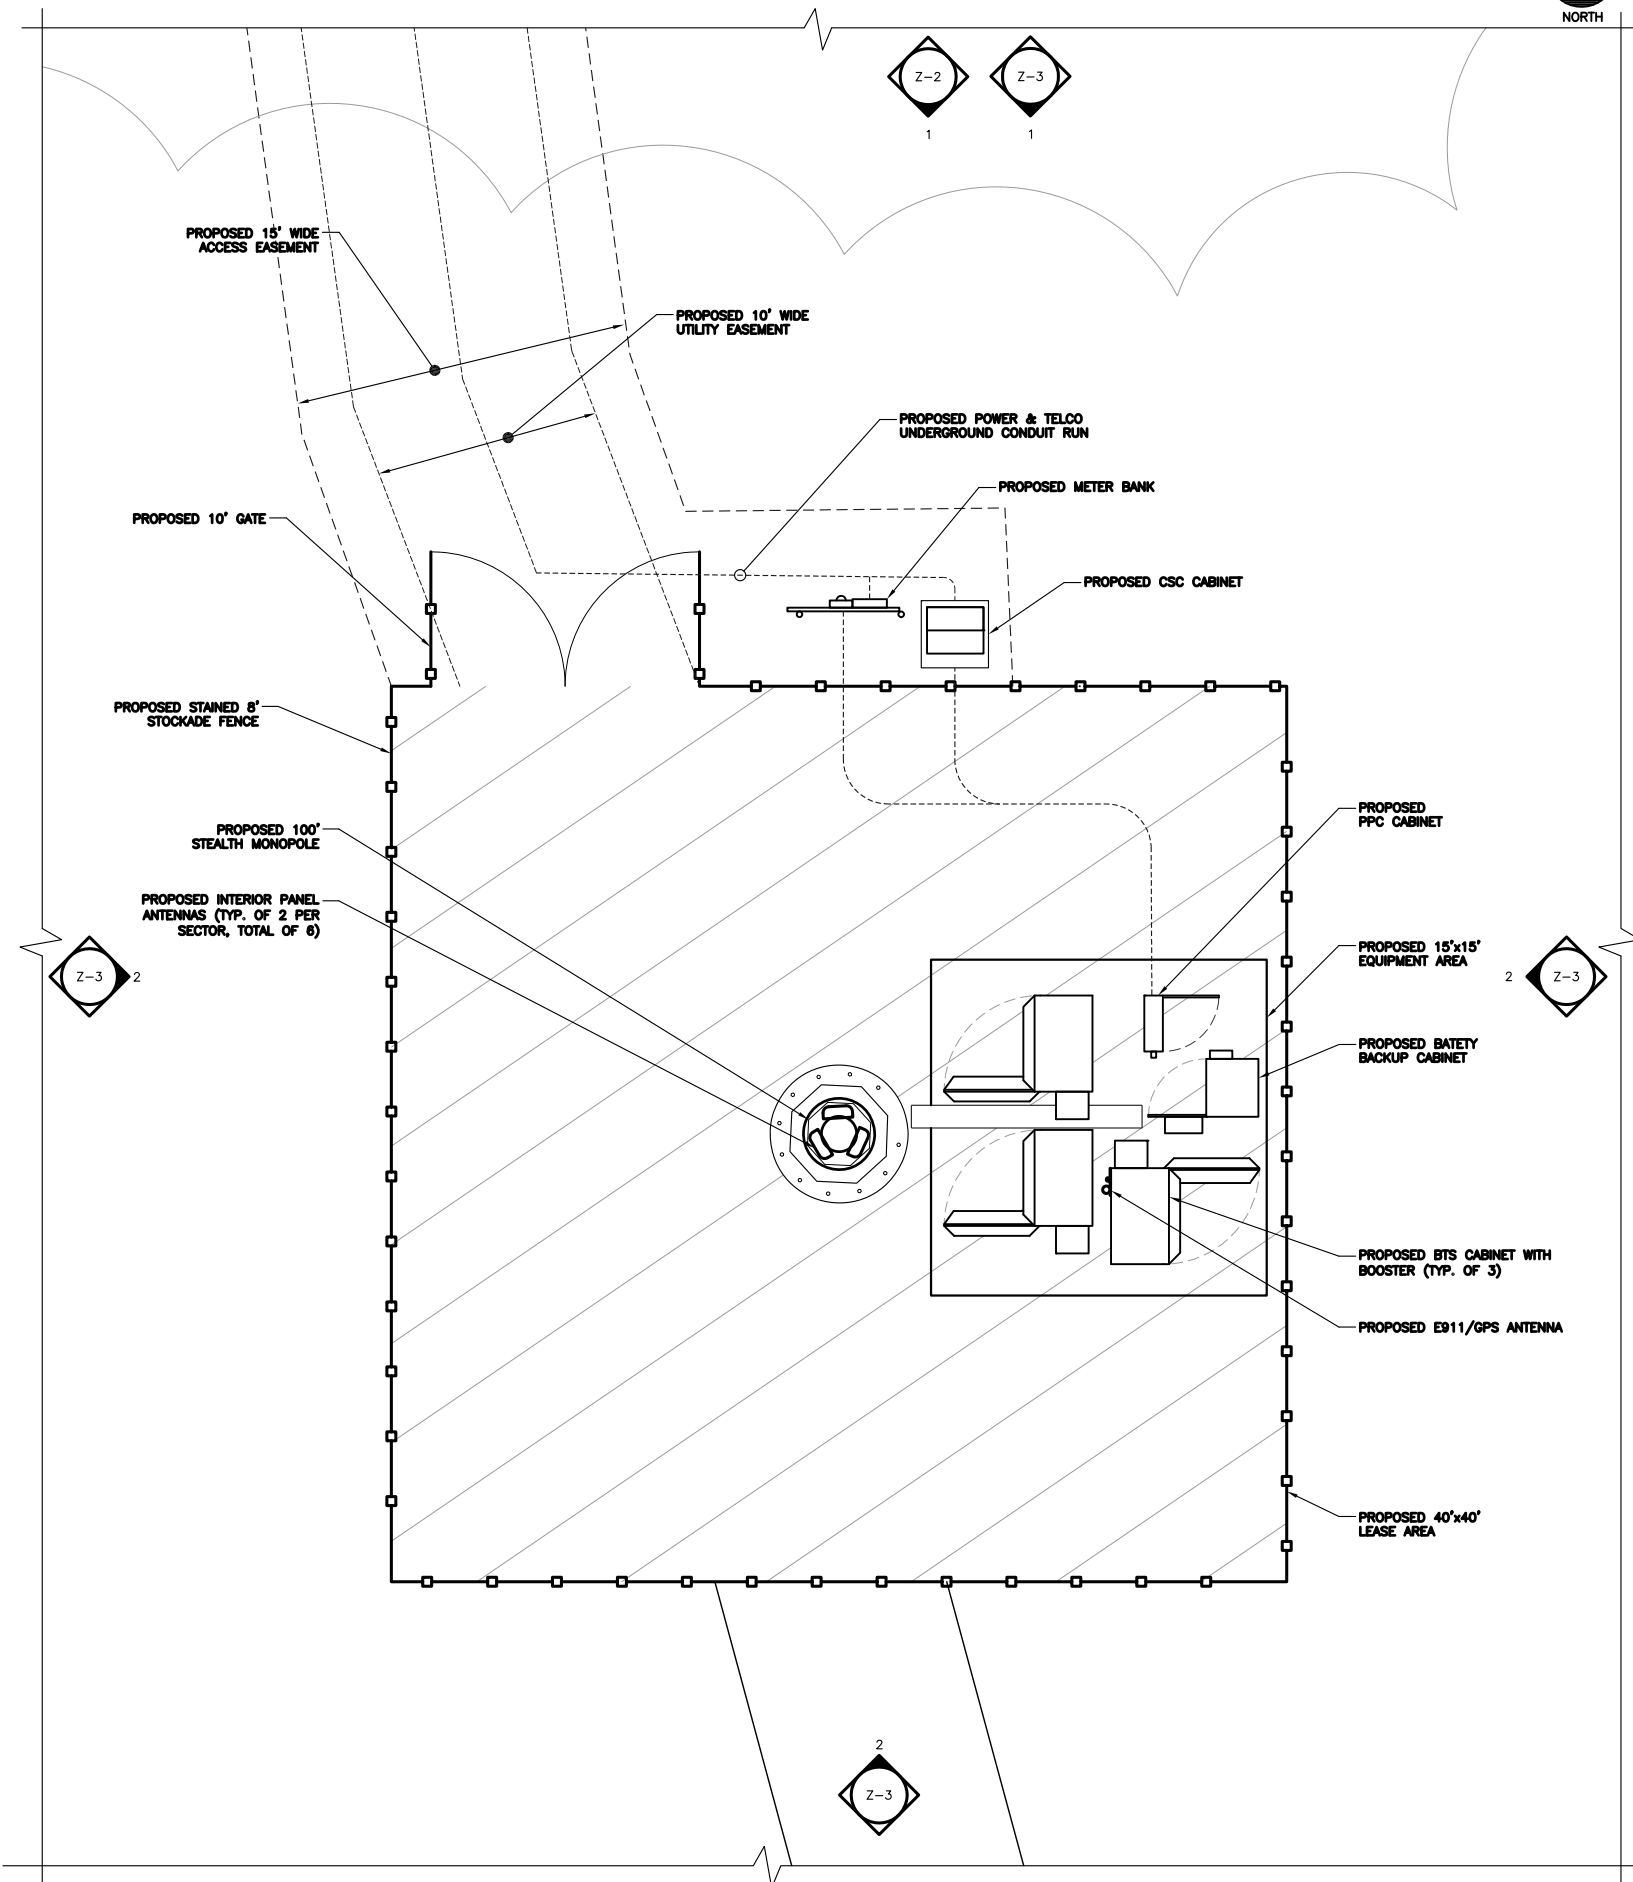 NORTH
Z-2
Z-3
1
1
PROPOSED 15' WIDE
ACCESS EASEMENT
PROPOSED 10' WIDE
UTILITY EASEMENT
PROPOSED POWER & TELCO
UNDERGROUND CONDUIT RUN
PROPOSED METER BANK
PROPOSED 10' GATE
PROPOSED CSC CABINET
PROPOSED STAINED 8'
STOCKADE FENCE
PROPOSED
PPC CABINET
PROPOSED 100'
STEALTH MONOPOLE
PROPOSED INTERIOR PANEL
ANTENNAS (TYP. OF 2 PER
SECTOR, TOTAL OF 6)
PROPOSED 15'x15'
EQUIPMENT AREA
Z-3
2
2
Z-3
PROPOSED BATETY
BACKUP CABINET
PROPOSED BTS CABINET WITH
BOOSTER (TYP. OF 3)
PROPOSED E911/GPS ANTENNA
PROPOSED 40'x40'
LEASE AREA
2
Z-3